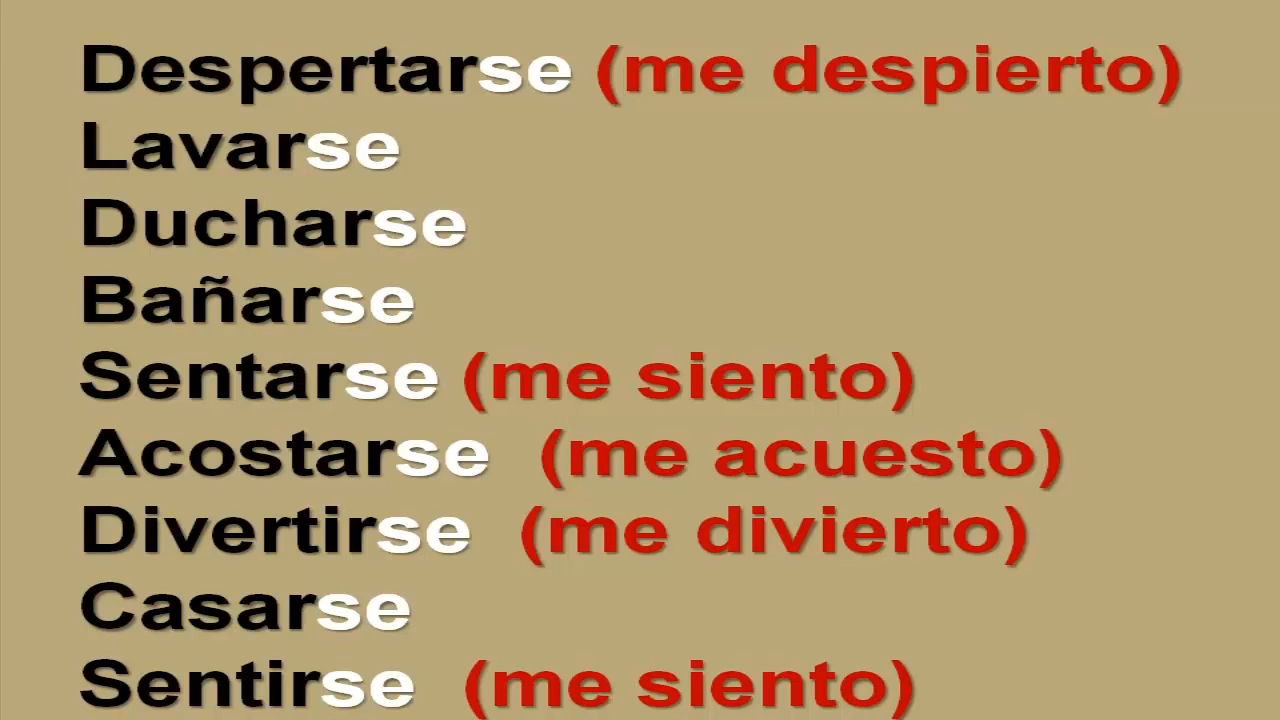 Despertarse (me despierto)
Lavarse
Ducharse
Bañarse
Sentarse (me siento)
Acostarse (me acuesto)
Divertirse (me divierto)
Casarse
Sentirse (me siento)